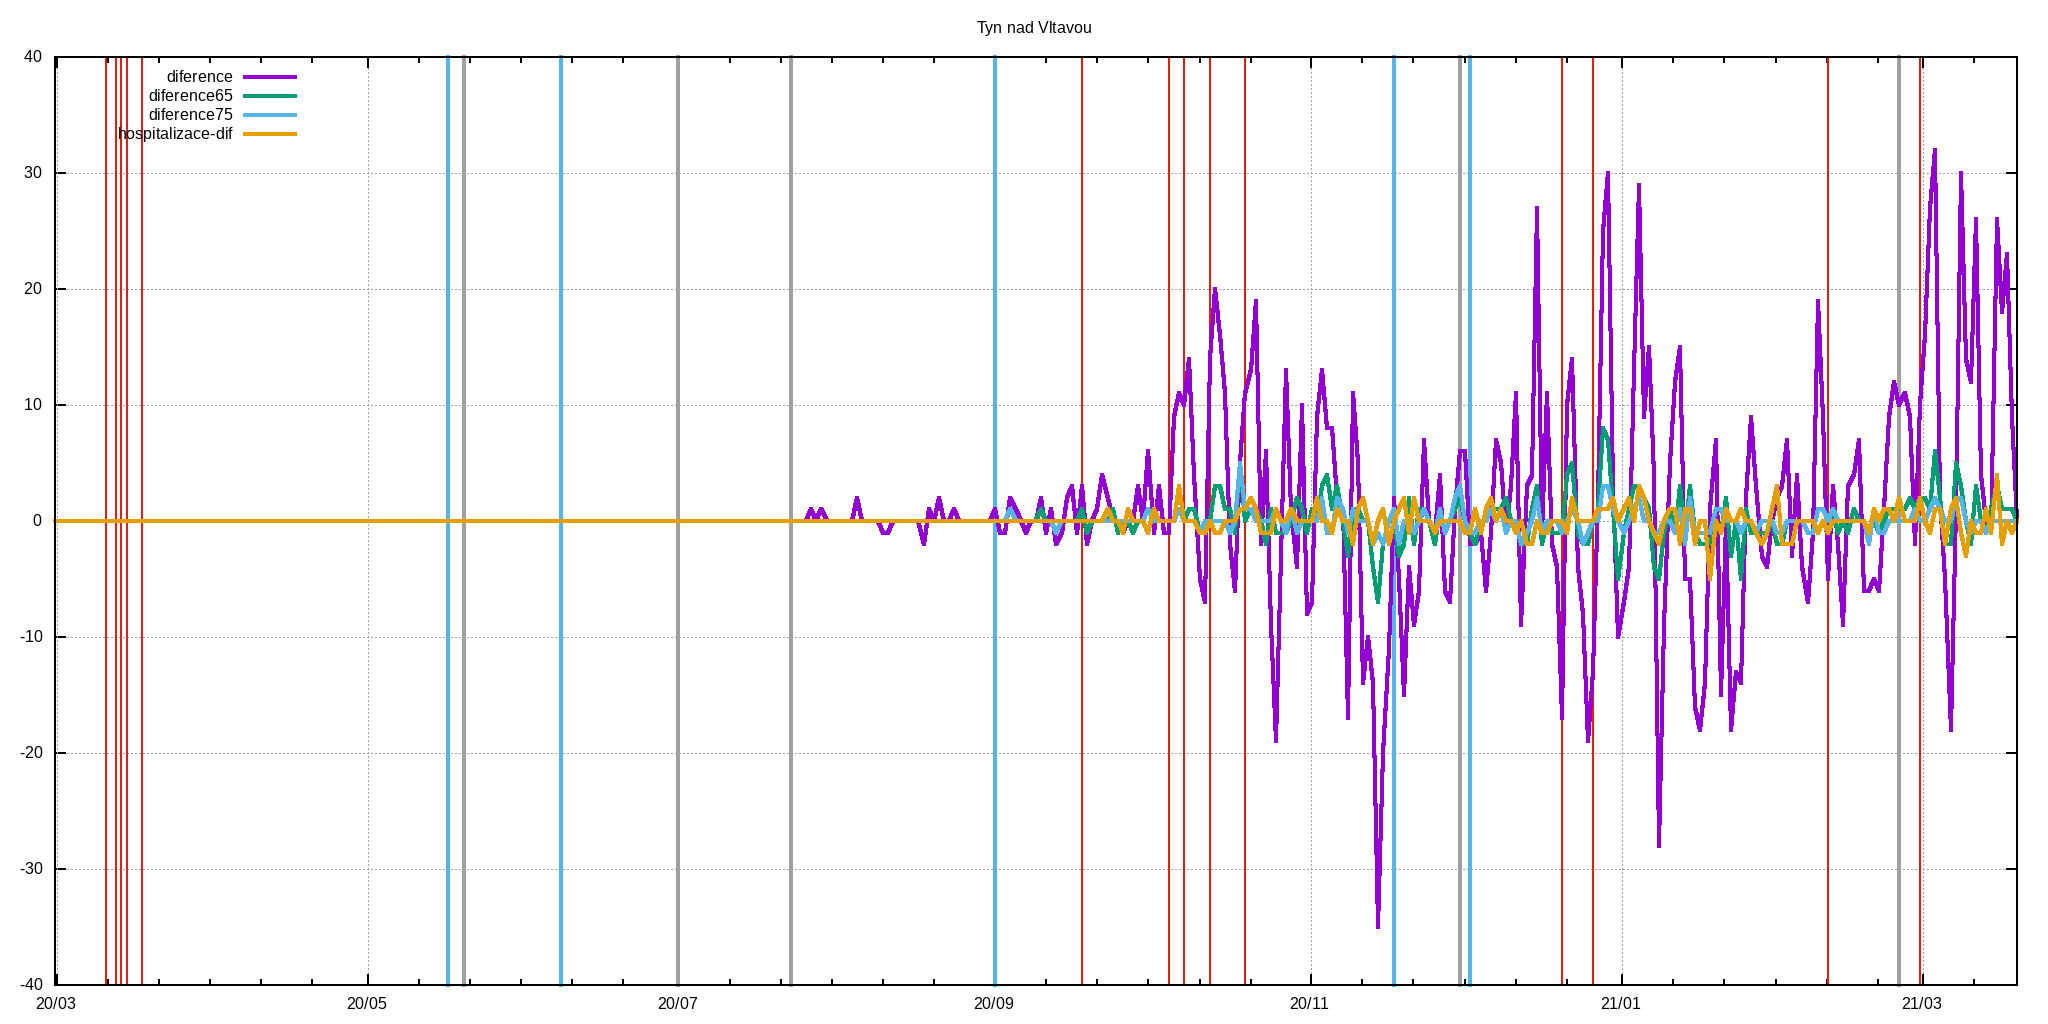 Tyn nad Vltavou
40
30
20
10
0
-10
-20
-30
-40
diference
diference65
diference75
hospitalizace-dif
20/03 20/05 20/07 20/09 20/11 21/01 21/03